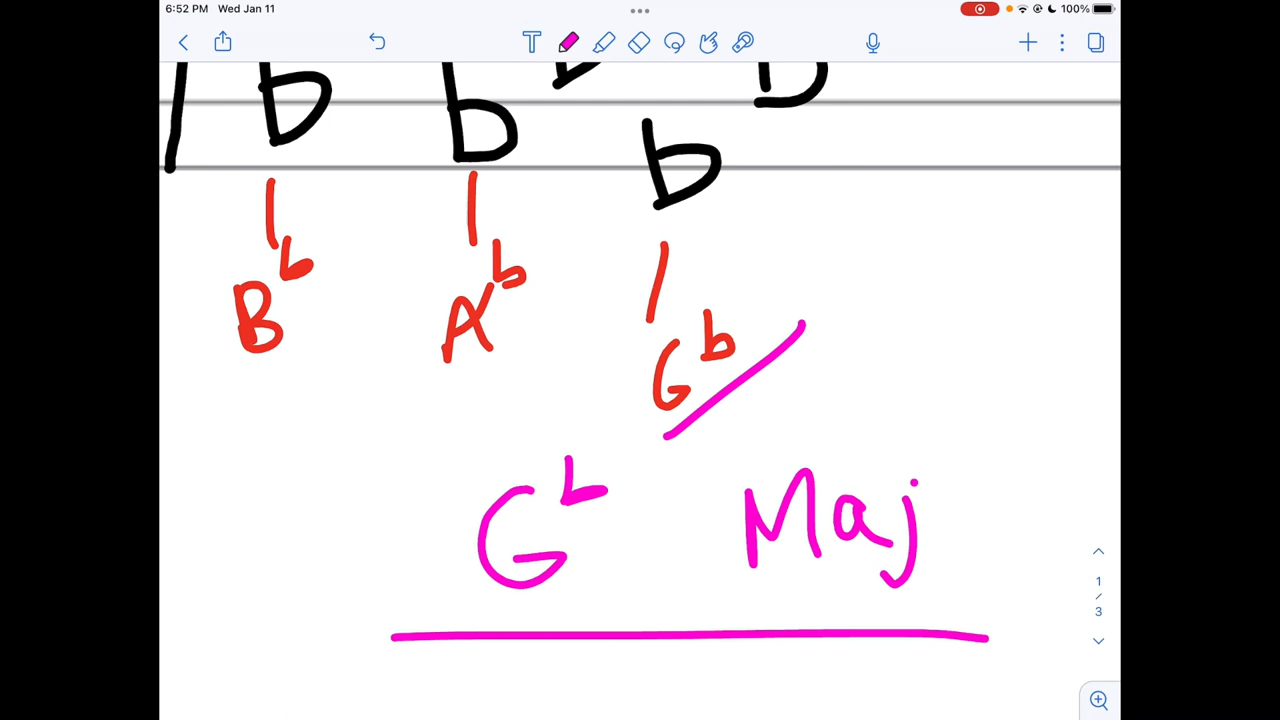 6:52 PM Wed Jan 11 100%
T
b b b
B♭ A♭ G♭
G♭ Maj
1
/
3